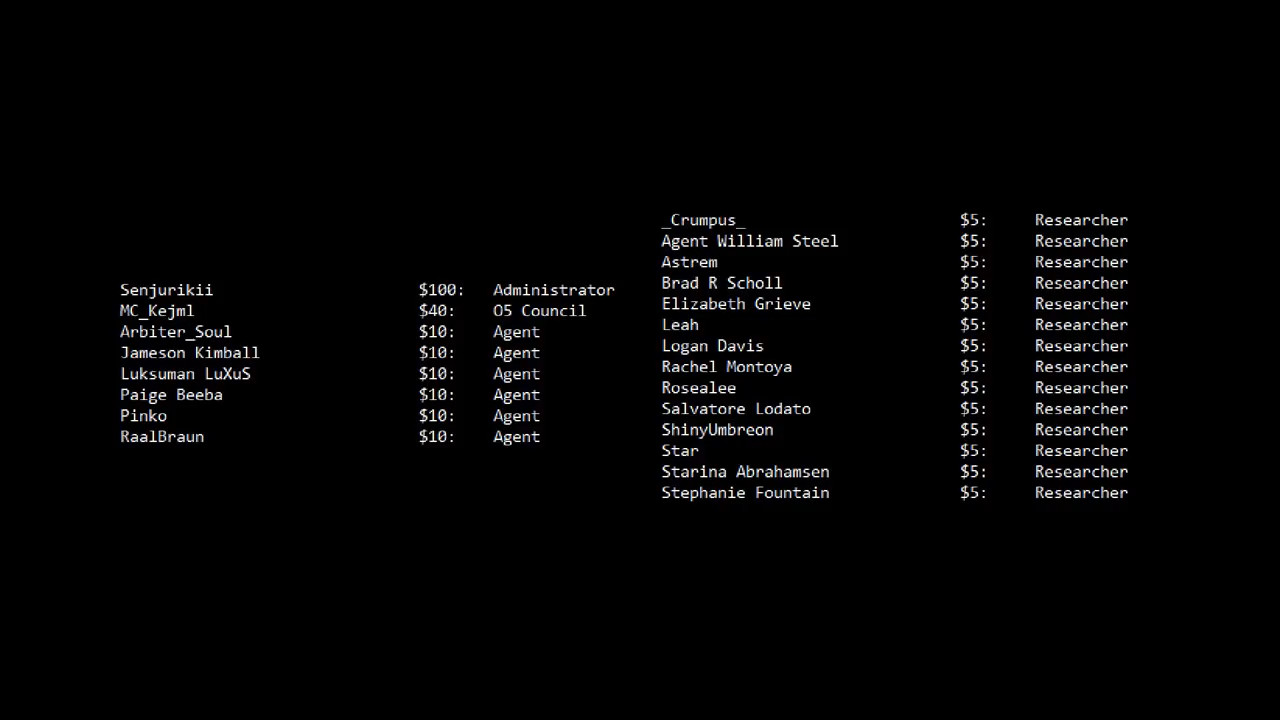 Senjurikii $100: Administrator
MC_Kejml $40: O5 Council
Arbiter_Soul $10: Agent
Jameson Kimball $10: Agent
Luksuman LuXuS $10: Agent
Paige Beeba $10: Agent
Pinko $10: Agent
RaalBraun $10: Agent
_Crumpus_ $5: Researcher
Agent William Steel $5: Researcher
Astrem $5: Researcher
Brad R Scholl $5: Researcher
Elizabeth Grieve $5: Researcher
Leah $5: Researcher
Logan Davis $5: Researcher
Rachel Montoya $5: Researcher
Rosealee $5: Researcher
Salvatore Lodato $5: Researcher
ShinyUmbreon $5: Researcher
Star $5: Researcher
Starina Abrahamsen $5: Researcher
Stephanie Fountain $5: Researcher